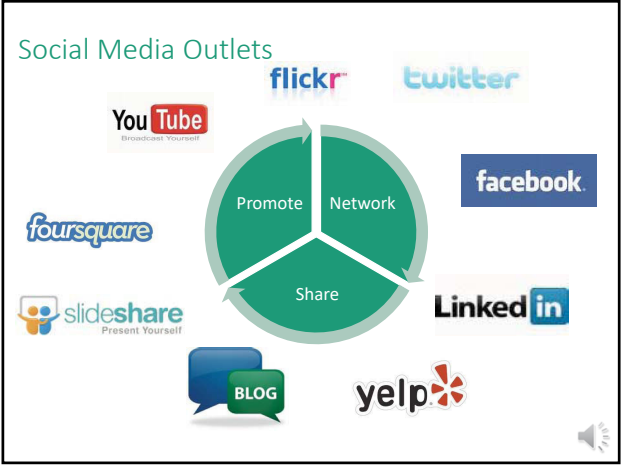 Social Media Outlets
flickr™
twitter
You Tube
Broadcast Yourself
facebook.
Promote
Network
foursquare
Share
slideshare
Present Yourself
Linked in
BLOG
yelp